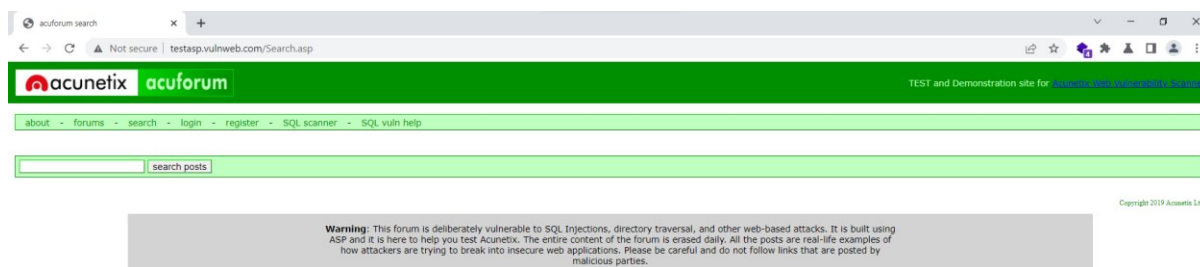 acuforum search
Not secure | testasp.vulnweb.com/Search.asp
acunetix acuforum
TEST and Demonstration site for Acunetix Web Vulnerability Scanner
about - forums - search - login - register - SQL scanner - SQL vuln help
search posts
Copyright 2019 Acunetix
Warning: This forum is deliberately vulnerable to SQL Injections, directory traversal, and other web-based attacks. It is built using
ASP and it is here to help you test Acunetix. The entire content of the forum is erased daily. All the posts are real-life examples of
how attackers are trying to break into insecure web applications. Please be careful and do not follow links that are posted by
malicious parties.